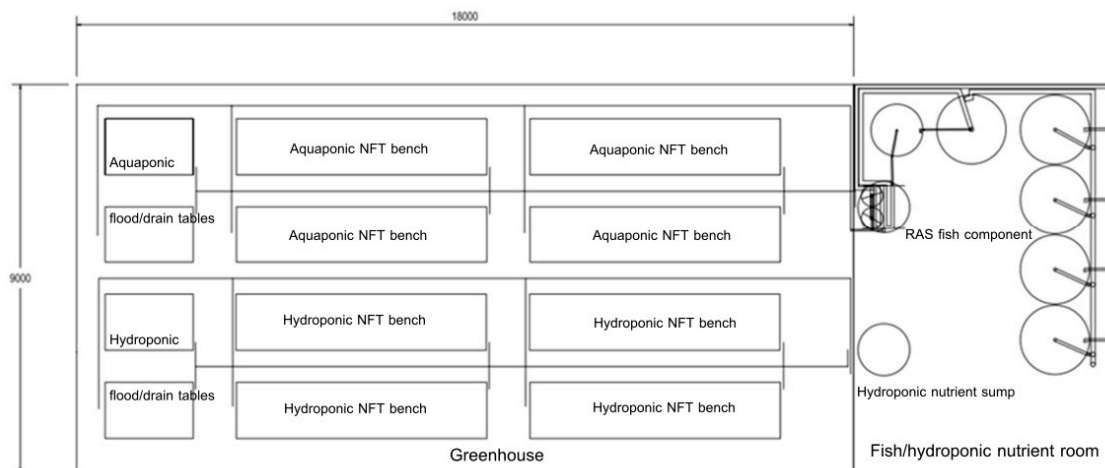 18000
Aquaponic
Aquaponic NFT bench
Aquaponic NFT bench
flood/drain tables
Aquaponic NFT bench
Aquaponic NFT bench
RAS fish component
9000
Hydroponic
Hydroponic NFT bench
Hydroponic NFT bench
flood/drain tables
Hydroponic NFT bench
Hydroponic NFT bench
Hydroponic nutrient sump
Greenhouse
Fish/hydroponic nutrient room